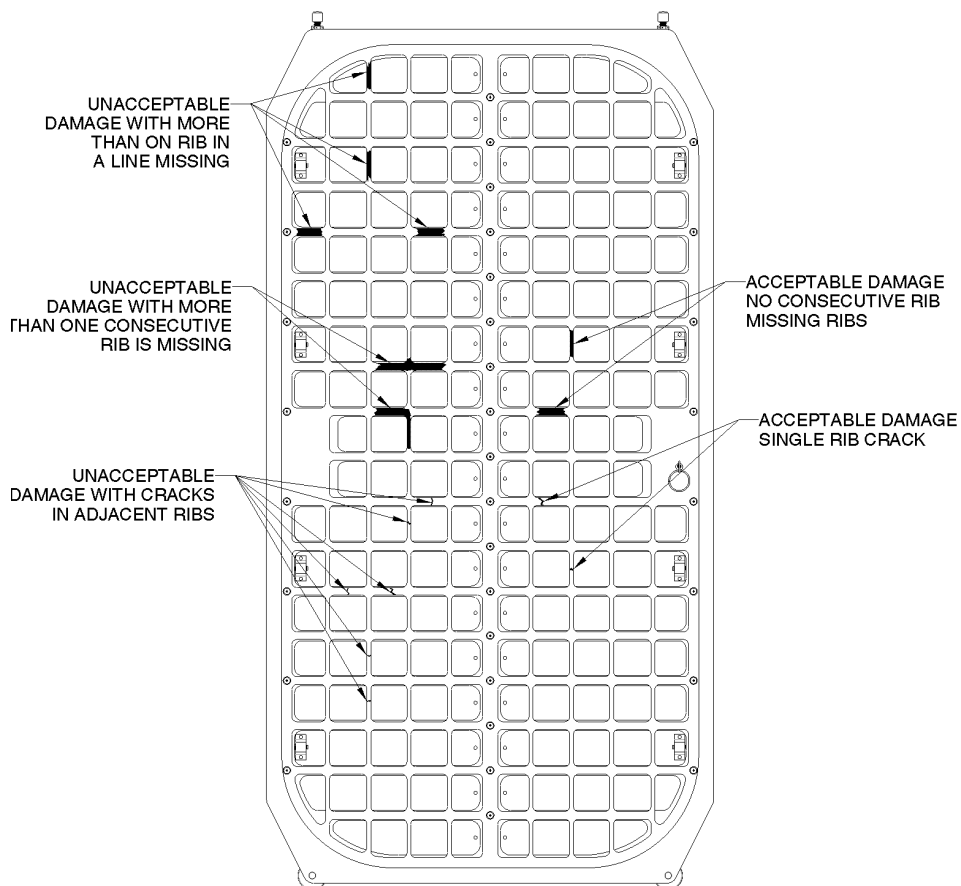 UNACCEPTABLE
DAMAGE WITH MORE
THAN ON RIB IN
A LINE MISSING
UNACCEPTABLE
DAMAGE WITH MORE
THAN ONE CONSECUTIVE
RIB IS MISSING
ACCEPTABLE DAMAGE
NO CONSECUTIVE RIB
MISSING RIBS
ACCEPTABLE DAMAGE
SINGLE RIB CRACK
UNACCEPTABLE
DAMAGE WITH CRACKS
IN ADJACENT RIBS